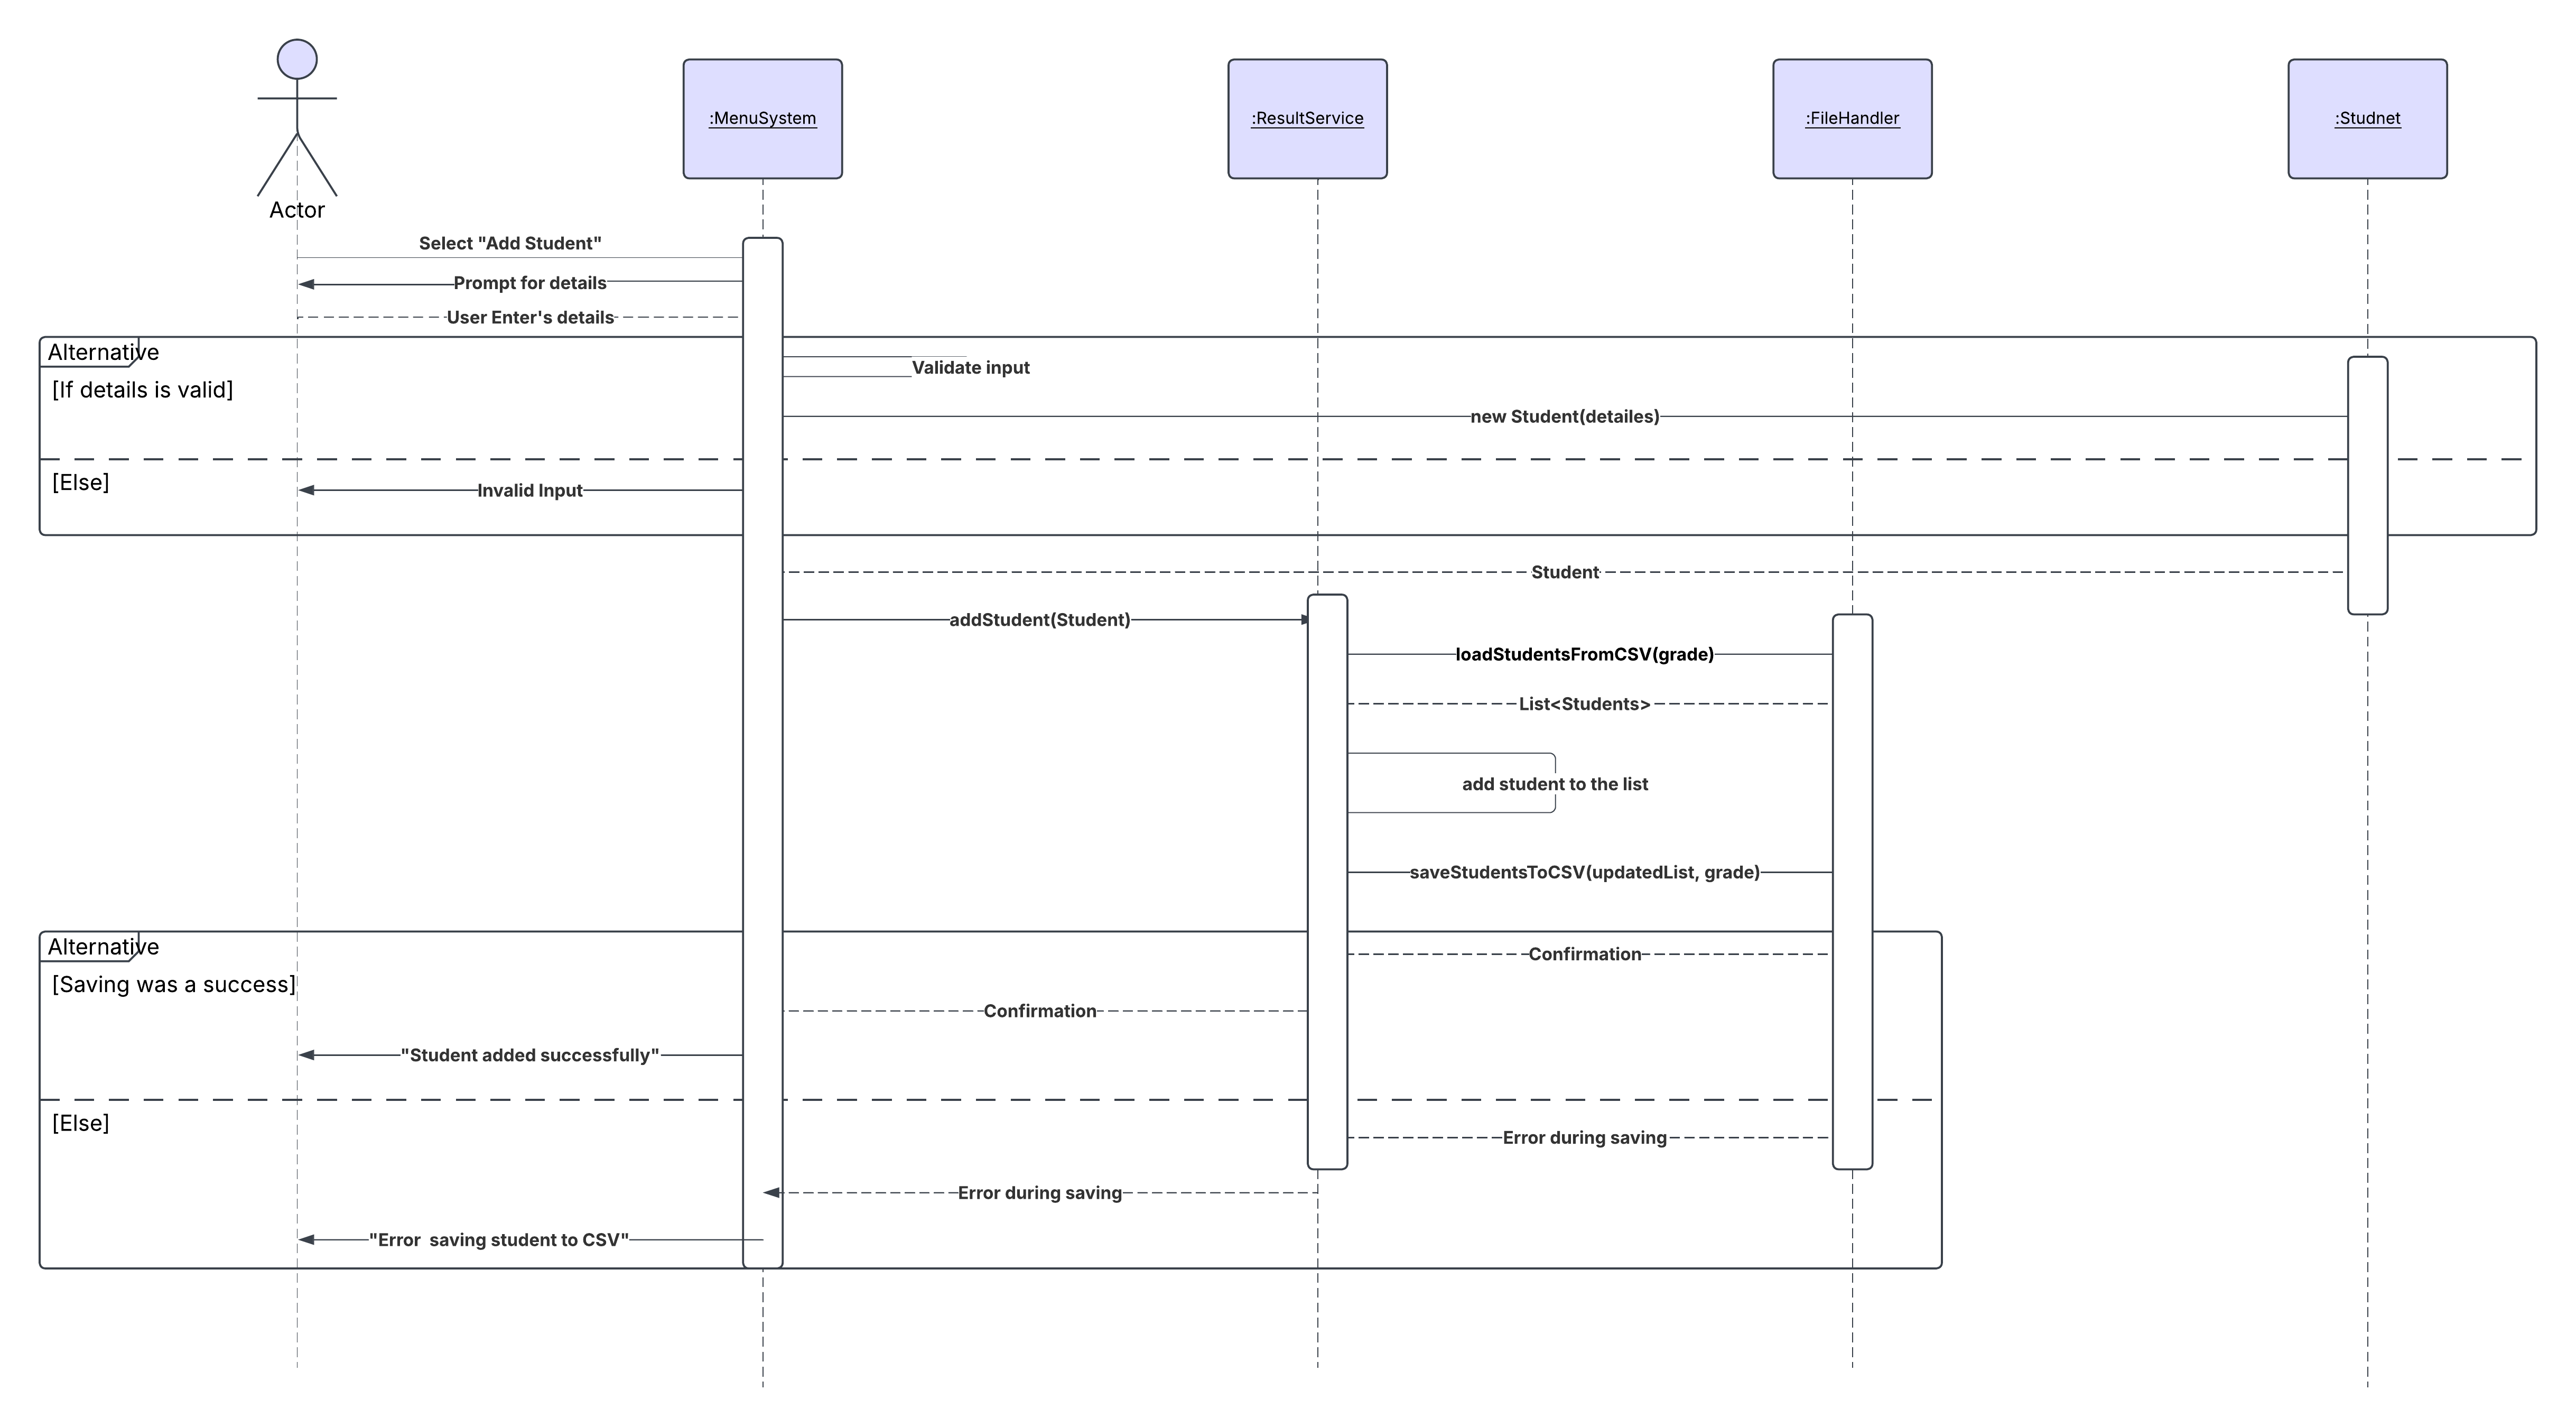 :MenuSystem
:ResultService
:FileHandler
:Studnet
Actor
Select "Add Student"
Prompt for details
User Enter's details
Alternative
[If details is valid]
Validate input
new Student(detailes)
[Else]
Invalid Input
Student
addStudent(Student)
loadStudentsFromCSV(grade)
List<Students>
add student to the list
saveStudentsToCSV(updatedList, grade)
Alternative
[Saving was a success]
Confirmation
Confirmation
"Student added successfully"
[Else]
Error during saving
Error during saving
"Error  saving student to CSV"